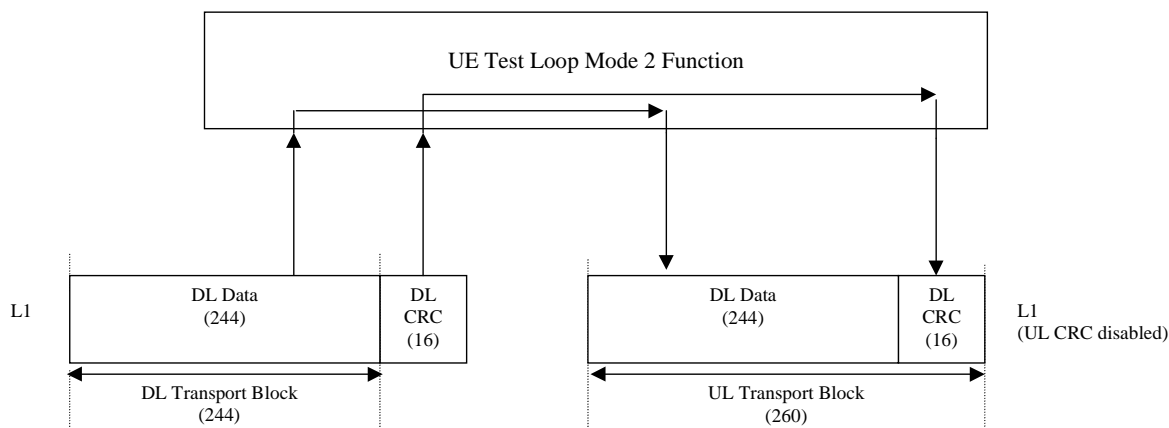 UE Test Loop Mode 2 Function
L1
DL Data
(244)
DL
CRC
(16)
DL Data
(244)
DL
CRC
(16)
L1
(UL CRC disabled)
DL Transport Block
(244)
UL Transport Block
(260)